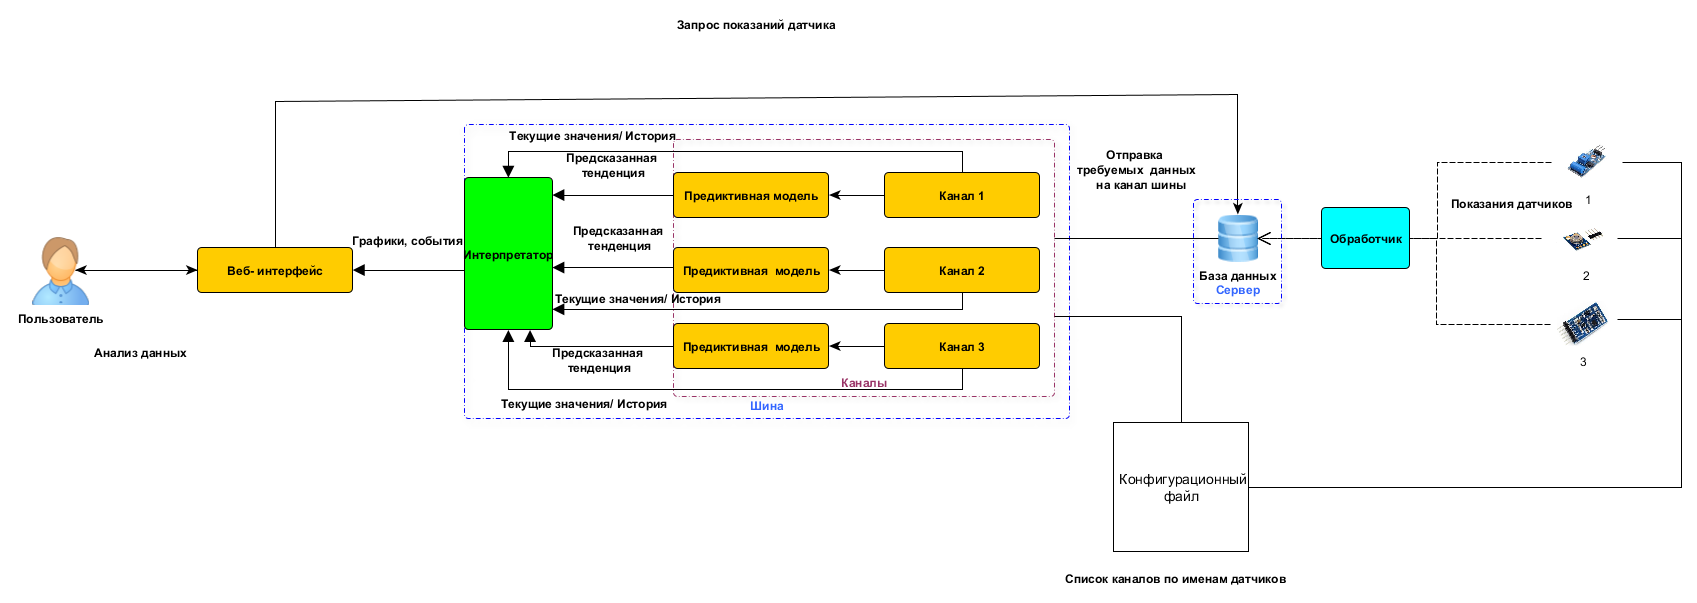 Запрос показаний датчика
Текущие значения/ История
Предсказанная
тенденция
Отправка
требуемых данных
на канал шины
Предиктивная модель
Канал 1
Показания датчиков
1
Обработчик
Предсказанная
тенденция
Графики, события
Интерпретатор
Веб- интерфейс
Предиктивная модель
Канал 2
База данных
Сервер
2
Текущие значения/ История
Пользователь
Предиктивная модель
Канал 3
Анализ данных
Предсказанная
тенденция
3
Каналы
Текущие значения/ История
Шина
Конфигурационный
файл
Список каналов по именам датчиков